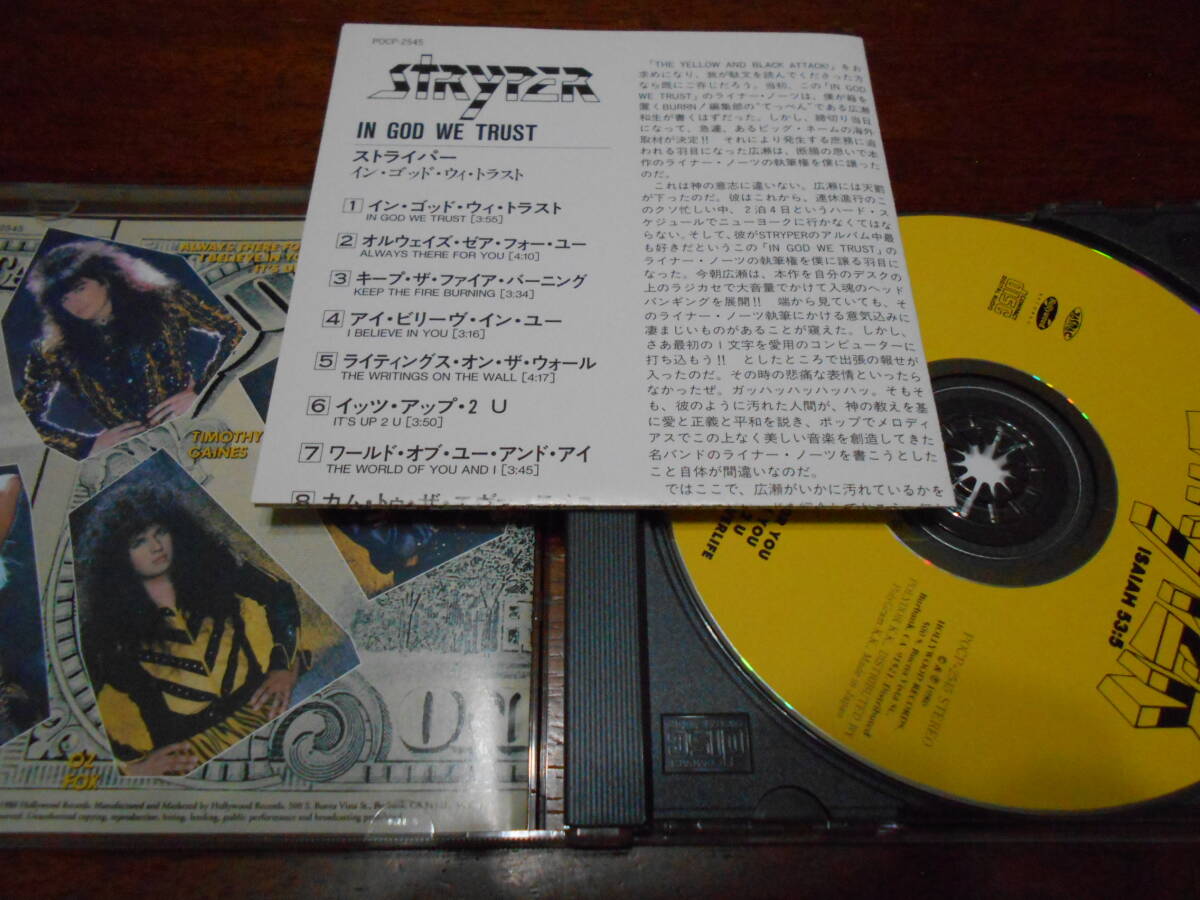 POCP-2545
STRYPER
IN GOD WE TRUST
ストライパー
イン・ゴッド・ウィ・トラスト
1 イン・ゴッド・ウィ・トラスト
IN GOD WE TRUST [3:55]
2 オルウェイズ・ゼア・フォー・ユー
ALWAYS THERE FOR YOU [4:10]
3 キープ・ザ・ファイア・バーニング
KEEP THE FIRE BURNING [3:34]
4 アイ・ビリーヴ・イン・ユー
I BELIEVE IN YOU [3:16]
5 ライティングス・オン・ザ・ウォール
THE WRITINGS ON THE WALL [4:17]
6 イッツ・アップ・2 U
IT'S UP 2 U [3:50]
7 ワールド・オブ・ユー・アンド・アイ
THE WORLD OF YOU AND I [3:45]
「THE YELLOW AND BLACK ATTACK!」をお
求めになり、我が駄文を読んでくださった方
なら既にご存じだろう。当初、この「IN GOD
WE TRUST」のライナー・ノーツは、僕が籍を
置くBURRN！編集部の“てっぺん”である広瀬
和生が書くはずだった。しかし、締切り当日
になって、急遽、あるビッグ・ネームの海外
取材が決定!! それにより発生する庶務に追
われる羽目になった広瀬は、断腸の思いで本
作のライナー・ノーツの執筆権を僕に譲った
のだ。
これは神の意志に違いない。広瀬には天罰
が下ったのだ。彼はこれから、連休進行のこ
のクソ忙しい中、2泊4日というハード・ス
ケジュールでニューヨークに行かなくてはな
らない。そして、彼がSTRYPERのアルバム中最
も好きだというこの「IN GOD WE TRUST」の
ライナー・ノーツの執筆権を僕に譲る羽目に
なった。今朝広瀬は、本作を自分のデスクの
上のラジカセで大音量でかけて入魂のヘッド
バンギングを展開!! 端から見ていても、そ
のライナー・ノーツ執筆にかける意気込みに
凄まじいものがあることが窺えた。しかし、
さあ最初の1文字を愛用のコンピューターに
打ち込もう!! としたところで出張の報せが
入ったのだ。その時の悲痛な表情といったら
なかったぜ。ガッハッハッハッハッ。そもそ
も、彼のように汚れた人間が、神の教えを基
に愛と正義と平和を説き、ポップでメロディ
アスでこの上なく美しい音楽を創造してきた
名バンドのライナー・ノーツを書こうとした
こと自体が間違いなのだ。
ではここで、広瀬がいかに汚れているかを
ALWAYS THERE FO
I BELIEVE IN YO
IT'S U
TIMOTHY
GAINES
OZ
FOX
YOU
YOU
2 U
RLIFE
ISAIAH 53:5
POCP-2545 STEREO
HOLLYWOOD RECORDS,
POLYDOR K.K. DISTRIBUTED BY
PolyGram K.K. Made in Japan